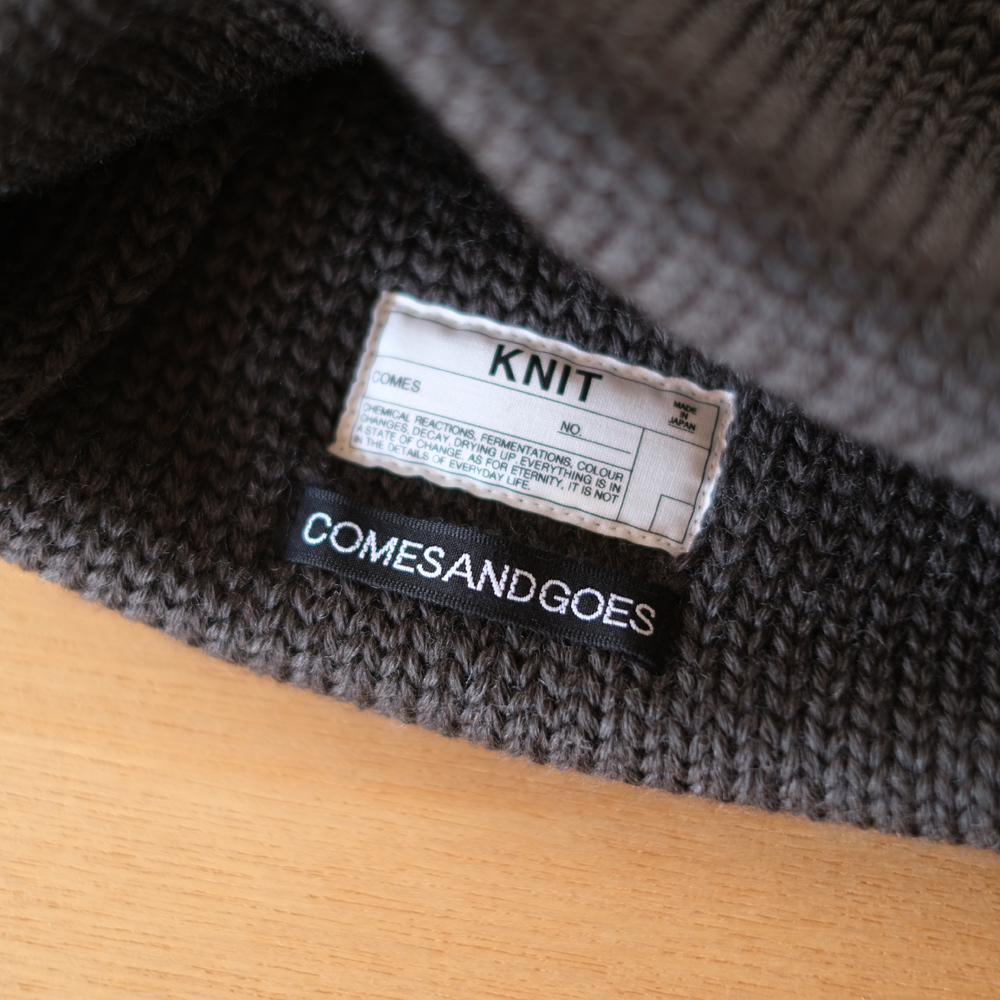 KNIT
COMES
MADE
IN
JAPAN
NO.
CHEMICAL REACTIONS, FERMENTATIONS, COLOUR
CHANGES, DECAY, DRYING UP. EVERYTHING IS IN
A STATE OF CHANGE. AS FOR ETERNITY, IT IS NOT
IN THE DETAILS OF EVERYDAY LIFE.
COMESANDGOES